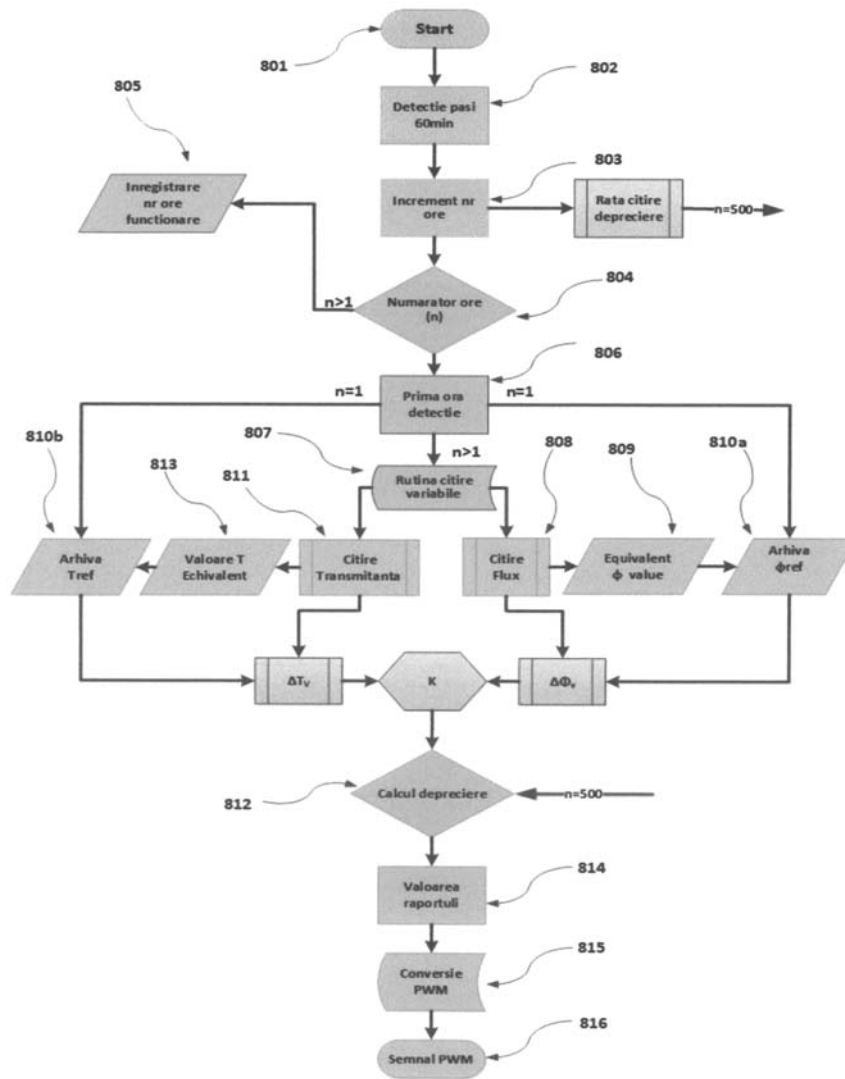 Start
801
802
Detectie pasi
60min
805
803
Inregistrare
nr ore
functionare
Increment nr
ore
Rata citire
depreciere
n=500
804
n>1
Numarator ore
(n)
806
n=1
Prima ora
detectie
n=1
807
n>1
808
809
810a
810b
813
811
Rutina citire
variabile
Arhiva
Tref
Valoare T
Echivalent
Citire
Transmitanta
Citire
Flux
Equivalent
ϕ value
Arhiva
ϕref
ΔTV
K
ΔΦv
812
Calcul depreciere
n=500
814
Valoarea
raportuli
815
Conversie
PWM
816
Semnal PWM